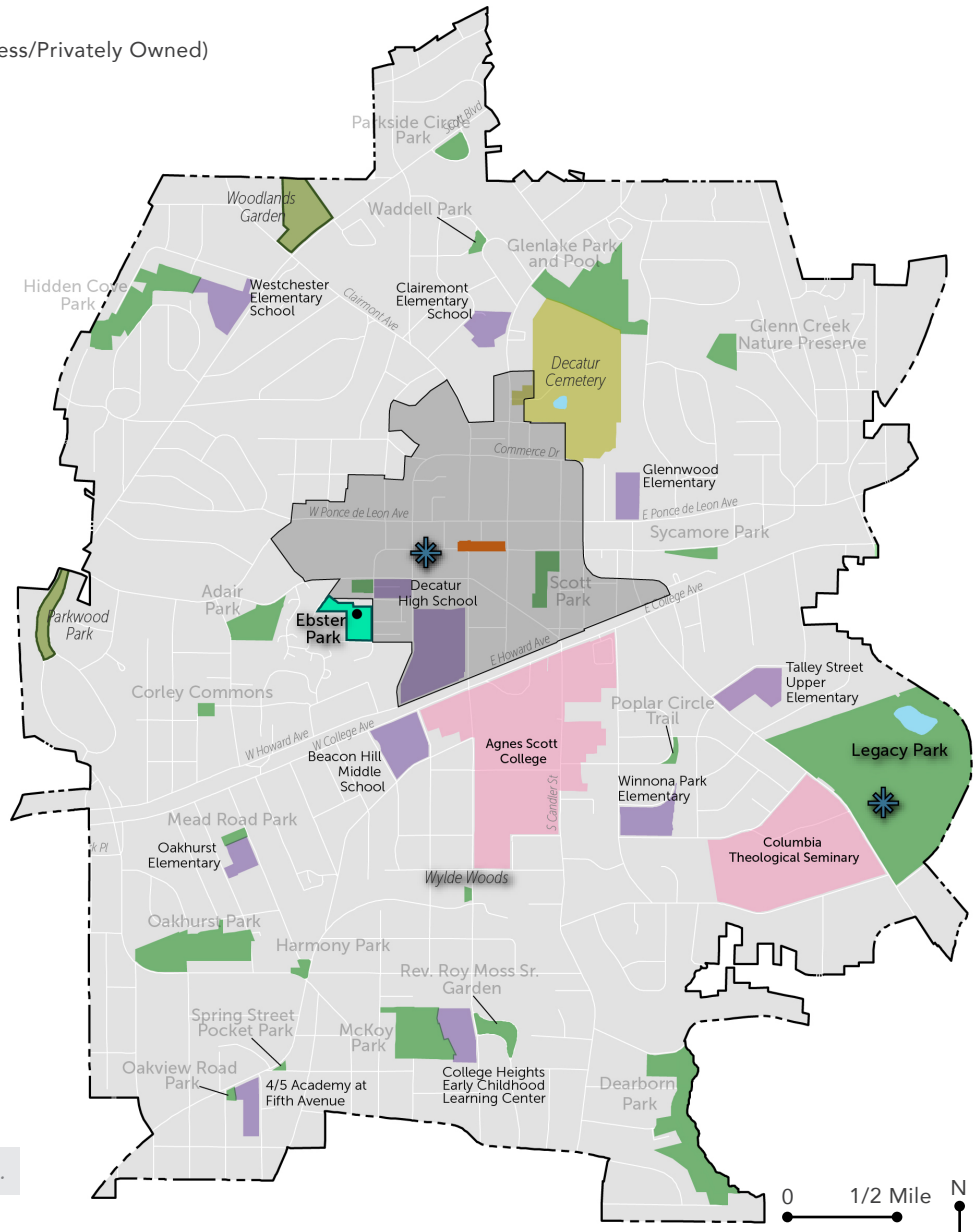 ess/Privately Owned)
Parkside Circle
Park
Scott Blvd
Woodlands
Garden
Waddell Park
Glenlake Park
and Pool
Hidden Cove
Park
Westchester
Elementary
School
Clairemont
Elementary
School
Clairmont Ave
Glenn Creek
Nature Preserve
Decatur
Cemetery
Commerce Dr
Glennwood
Elementary
W Ponce de Leon Ave
E Ponce de Leon Ave
Sycamore Park
Adair
Park
Decatur
High School
Scott
Park
Parkwood
Park
Ebster
Park
E College Ave
E Howard Ave
Corley Commons
Talley Street
Upper
Elementary
Poplar Circle
Trail
W Howard Ave
W College Ave
Legacy Park
Beacon Hill
Middle
School
Agnes Scott
College
S Candler St
Winnona Park
Elementary
Mead Road Park
k Pl
Oakhurst
Elementary
Columbia
Theological Seminary
Wylde Woods
Oakhurst Park
Harmony Park
Rev. Roy Moss Sr.
Garden
Spring Street
Pocket Park
McKoy
Park
Oakview Road
Park
4/5 Academy at
Fifth Avenue
College Heights
Early Childhood
Learning Center
Dearborn
Park
.
0 1/2 Mile N